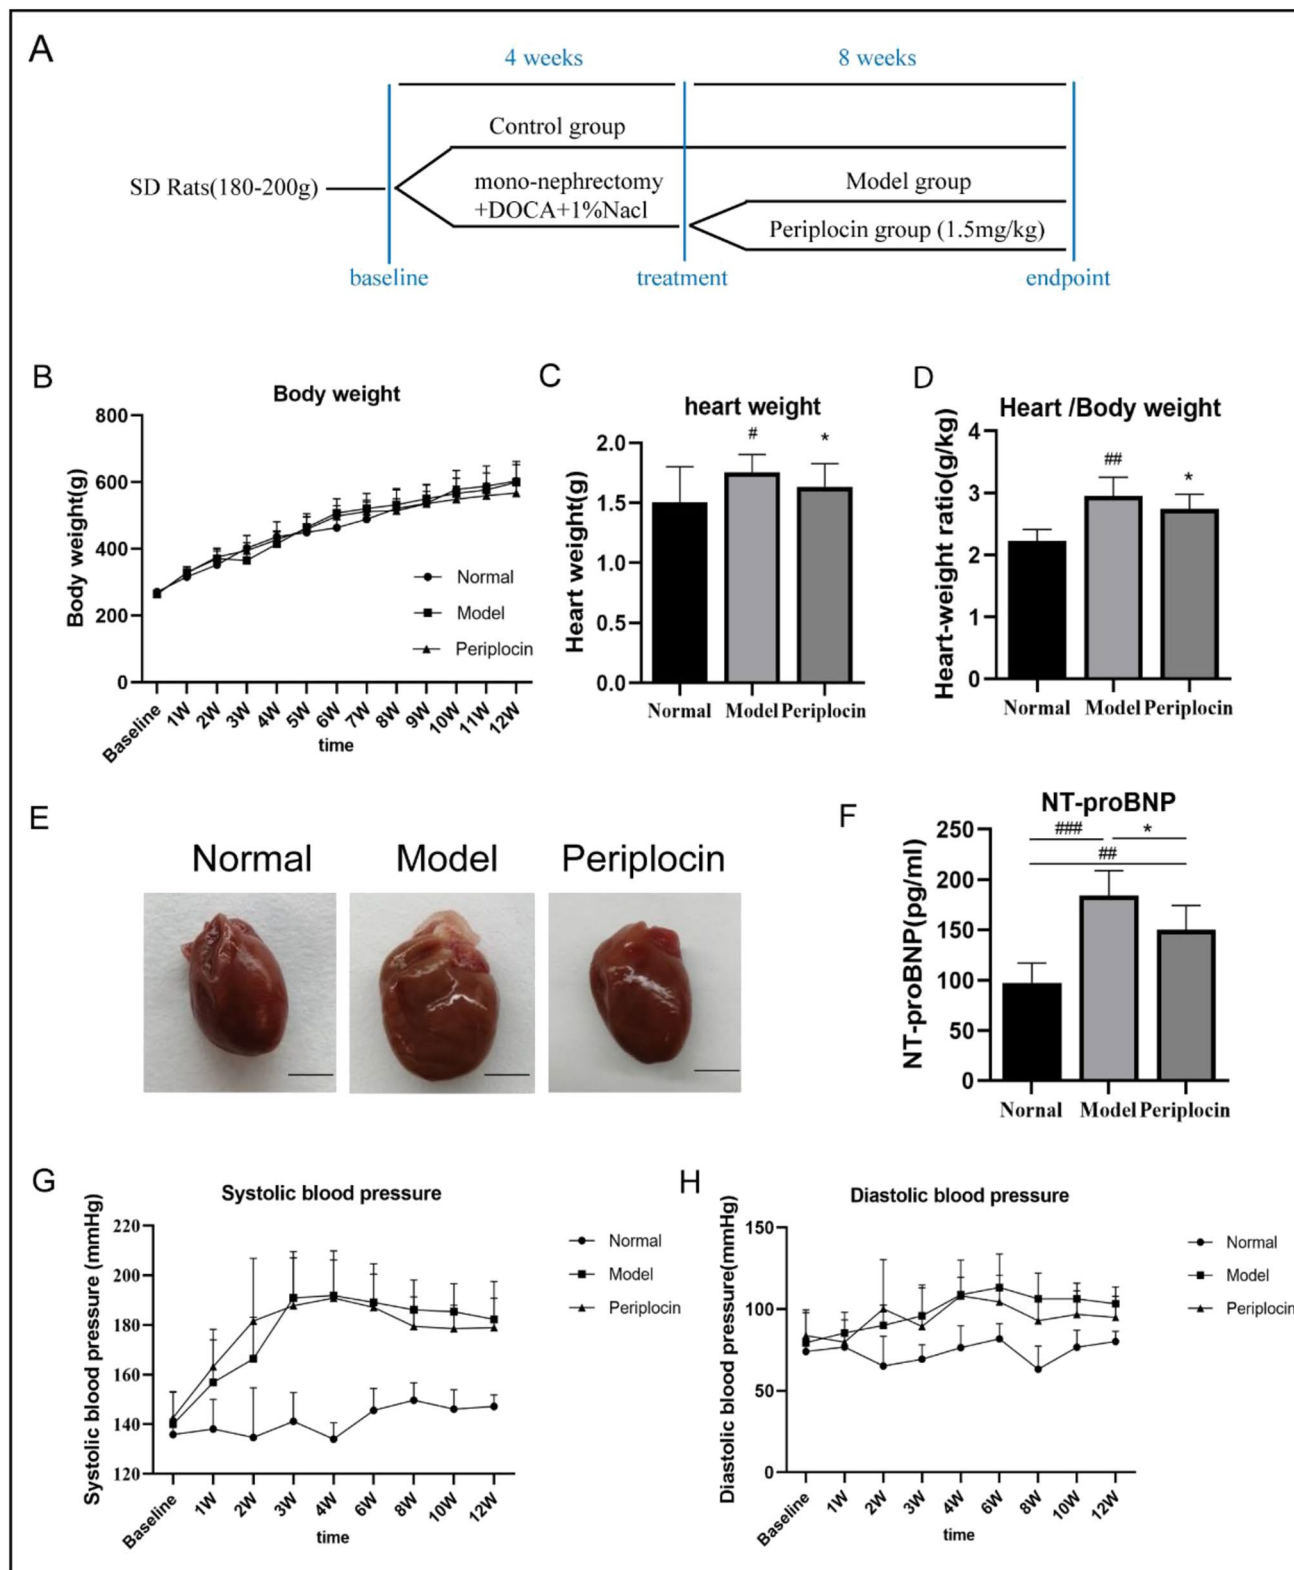 A
4 weeks
8 weeks
Control group
SD Rats(180-200g)
mono-nephrectomy
+DOCA+1%Nacl
Model group
Periplocin group (1.5mg/kg)
baseline
treatment
endpoint
B
Body weight
Body weight(g)
800
600
400
200
0
Normal
Model
Periplocin
Baseline
1W
2W
3W
4W
5W
6W
7W
8W
9W
10W
11W
12W
time
C
heart weight
Heart weight(g)
2.0
1.5
1.0
0.5
0.0
#
*
Normal
Model
Periplocin
D
Heart /Body weight
Heart-weight ratio(g/kg)
4
3
2
1
0
##
*
Normal
Model
Periplocin
E
Normal
Model
Periplocin
F
NT-proBNP
NT-proBNP(pg/ml)
250
200
150
100
50
0
###
*
##
Nornal
Model
Periplocin
G
Systolic blood pressure
Systolic blood pressure (mmHg)
220
200
180
160
140
120
Normal
Model
Periplocin
Baseline
1W
2W
3W
4W
6W
8W
10W
12W
time
H
Diastolic blood pressure
Diastolic blood pressure(mmHg)
150
100
50
0
Normal
Model
Periplocin
Baseline
1W
2W
3W
4W
6W
8W
10W
12W
time